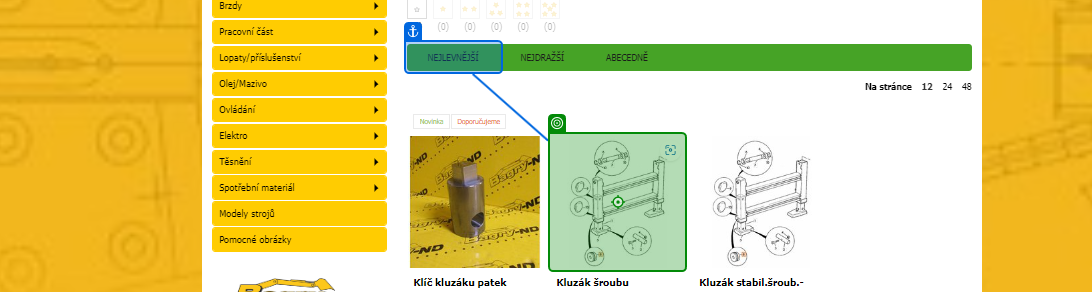 Brzdy
Pracovní část
Lopaty/příslušenství
Olej/Mazivo
Ovládání
Elektro
Těsnění
Spotřební materiál
Modely strojů
Pomocné obrázky
(0) (0) (0) (0) (0)
NEJLEVNĚJŠÍ NEJDRAŽŠÍ ABECEDNĚ
Na stránce 12 24 48
Novinka Doporučujeme
Bagry-ND
Klíč kluzáku patek
Kluzák šroubu
Kluzák stabil.šroub.-